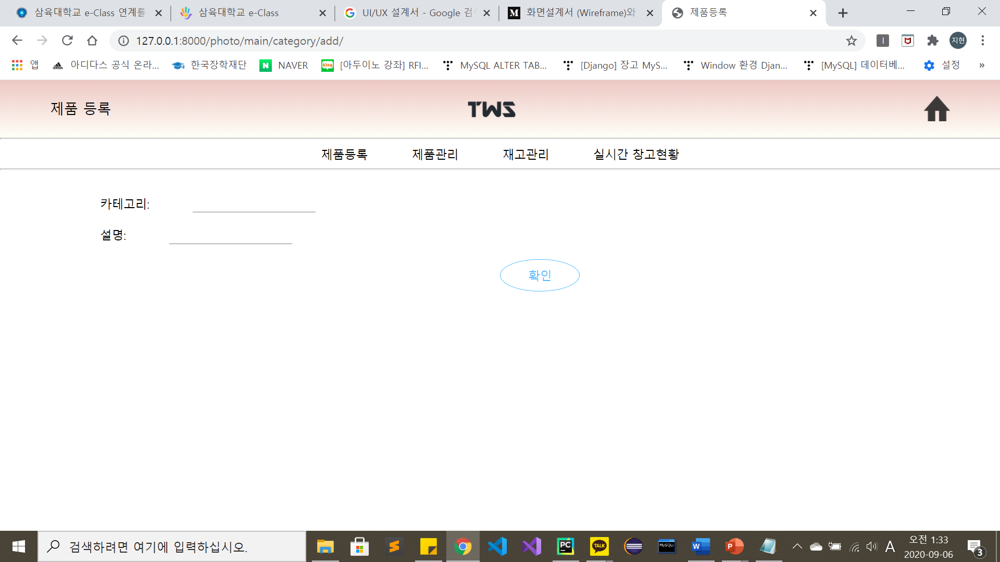 삼육대학교 e-Class 연계를
삼육대학교 e-Class
UI/UX 설계서 - Google 검색
화면설계서 (Wireframe)와
제품등록
127.0.0.1:8000/photo/main/category/add/
지현
앱
아디다스 공식 온라...
한국장학재단
N
NAVER
blog
[아두이노 강좌] RFI...
MySQL ALTER TAB...
[Django] 장고 MyS...
Window 환경 Djan...
[MySQL] 데이터베...
설정
»
제품 등록
TWS
제품등록
제품관리
재고관리
실시간 창고현황
카테고리:
설명:
확인
검색하려면 여기에 입력하십시오.
PC
TALK
MySQL
W
P
A
오전 1:33
2020-09-06
3